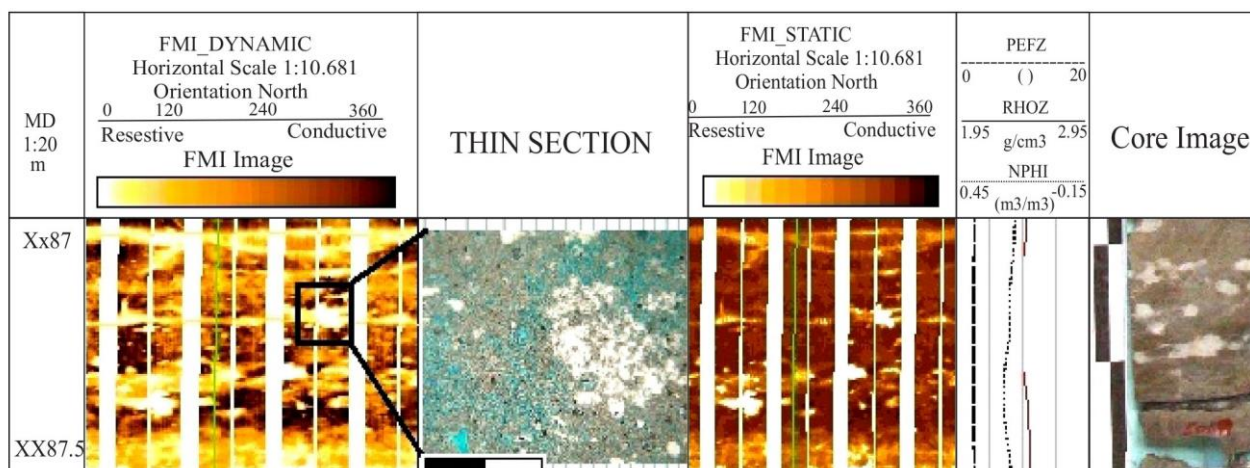 MD
1:20
m
FMI_DYNAMIC
Horizontal Scale 1:10.681
Orientation North
0 120 240 360
Resestive Conductive
FMI Image
THIN SECTION
FMI_STATIC
Horizontal Scale 1:10.681
Orientation North
0 120 240 360
Resestive Conductive
FMI Image
PEFZ
0 ( ) 20
RHOZ
1.95 g/cm3 2.95
NPHI
0.45 (m3/m3) -0.15
Core Image
Xx87
XX87.5